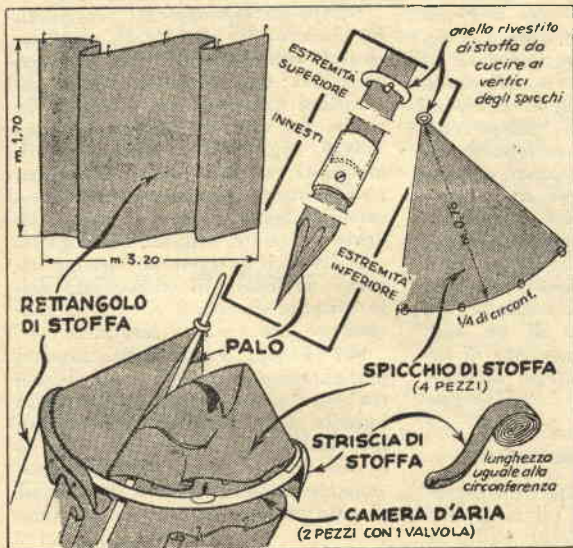 m. 1,70
m. 3,20
RETTANGOLO
DI STOFFA
ESTREMITÀ
SUPERIORE
INNESTI
ESTREMITA'
INFERIORE
PALO
anello rivestito
di stoffa da
cucire ai
vertici
degli spicchi
m. 0,75
1/4 di circonf.
SPICCHIO DI STOFFA
(4 PEZZI)
STRISCIA DI
STOFFA
lunghezza
uguale alla
circonferenza
CAMERA D'ARIA
(2 PEZZI CON 1 VALVOLA)